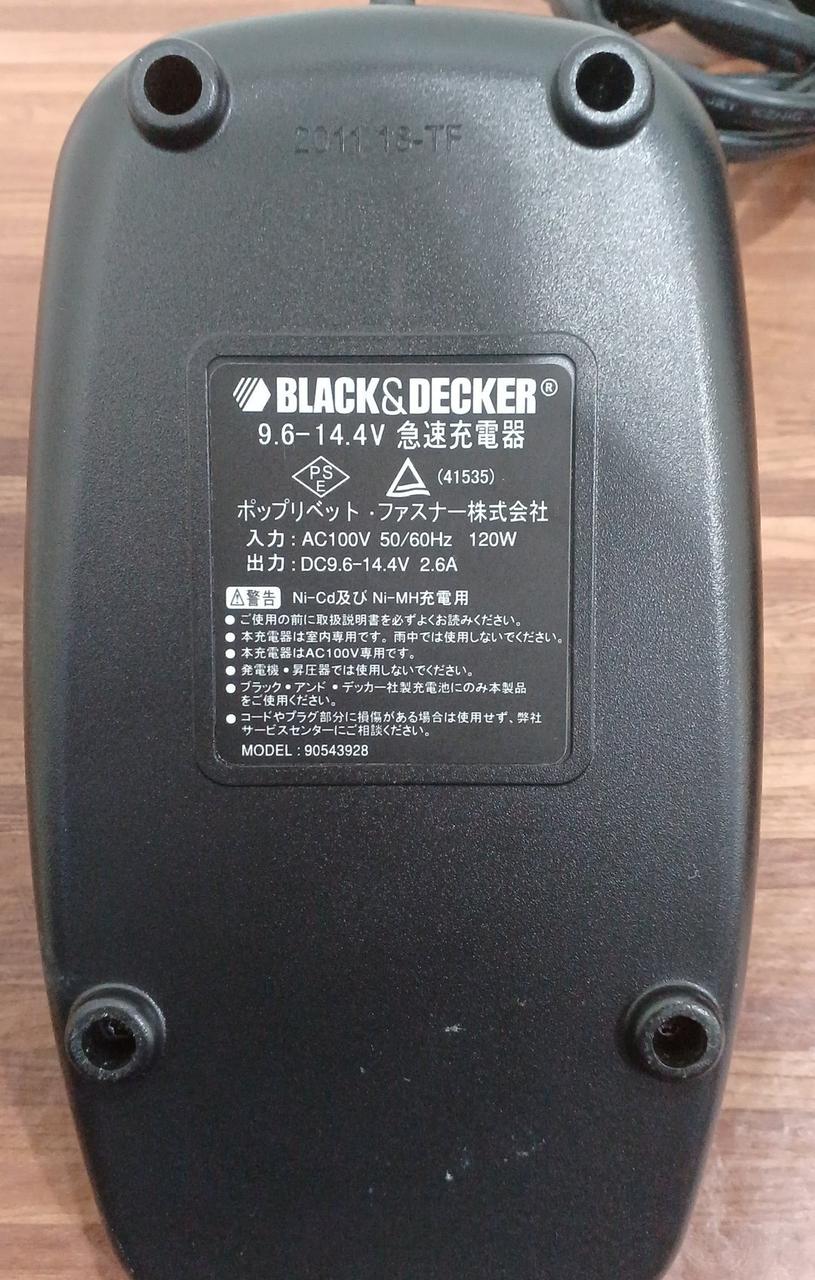 2011 18-TF
BLACK&DECKER®
9.6-14.4V 急速充電器
PS
E
(41535)
ポップリベット・ファスナー株式会社
入力 : AC100V 50/60Hz 120W
出力 : DC9.6-14.4V 2.6A
警告 Ni-Cd及び Ni-MH充電用
● ご使用の前に取扱説明書を必ずよくお読みください。
● 本充電器は室内専用です。雨中では使用しないでください。
● 本充電器はAC100V専用です。
● 発電機・昇圧器では使用しないでください。
● ブラック・アンド・デッカー社製充電池にのみ本製品
をご使用ください。
● コードやプラグ部分に損傷がある場合は使用せず、弊社
サービスセンターにご相談ください。
MODEL : 90543928